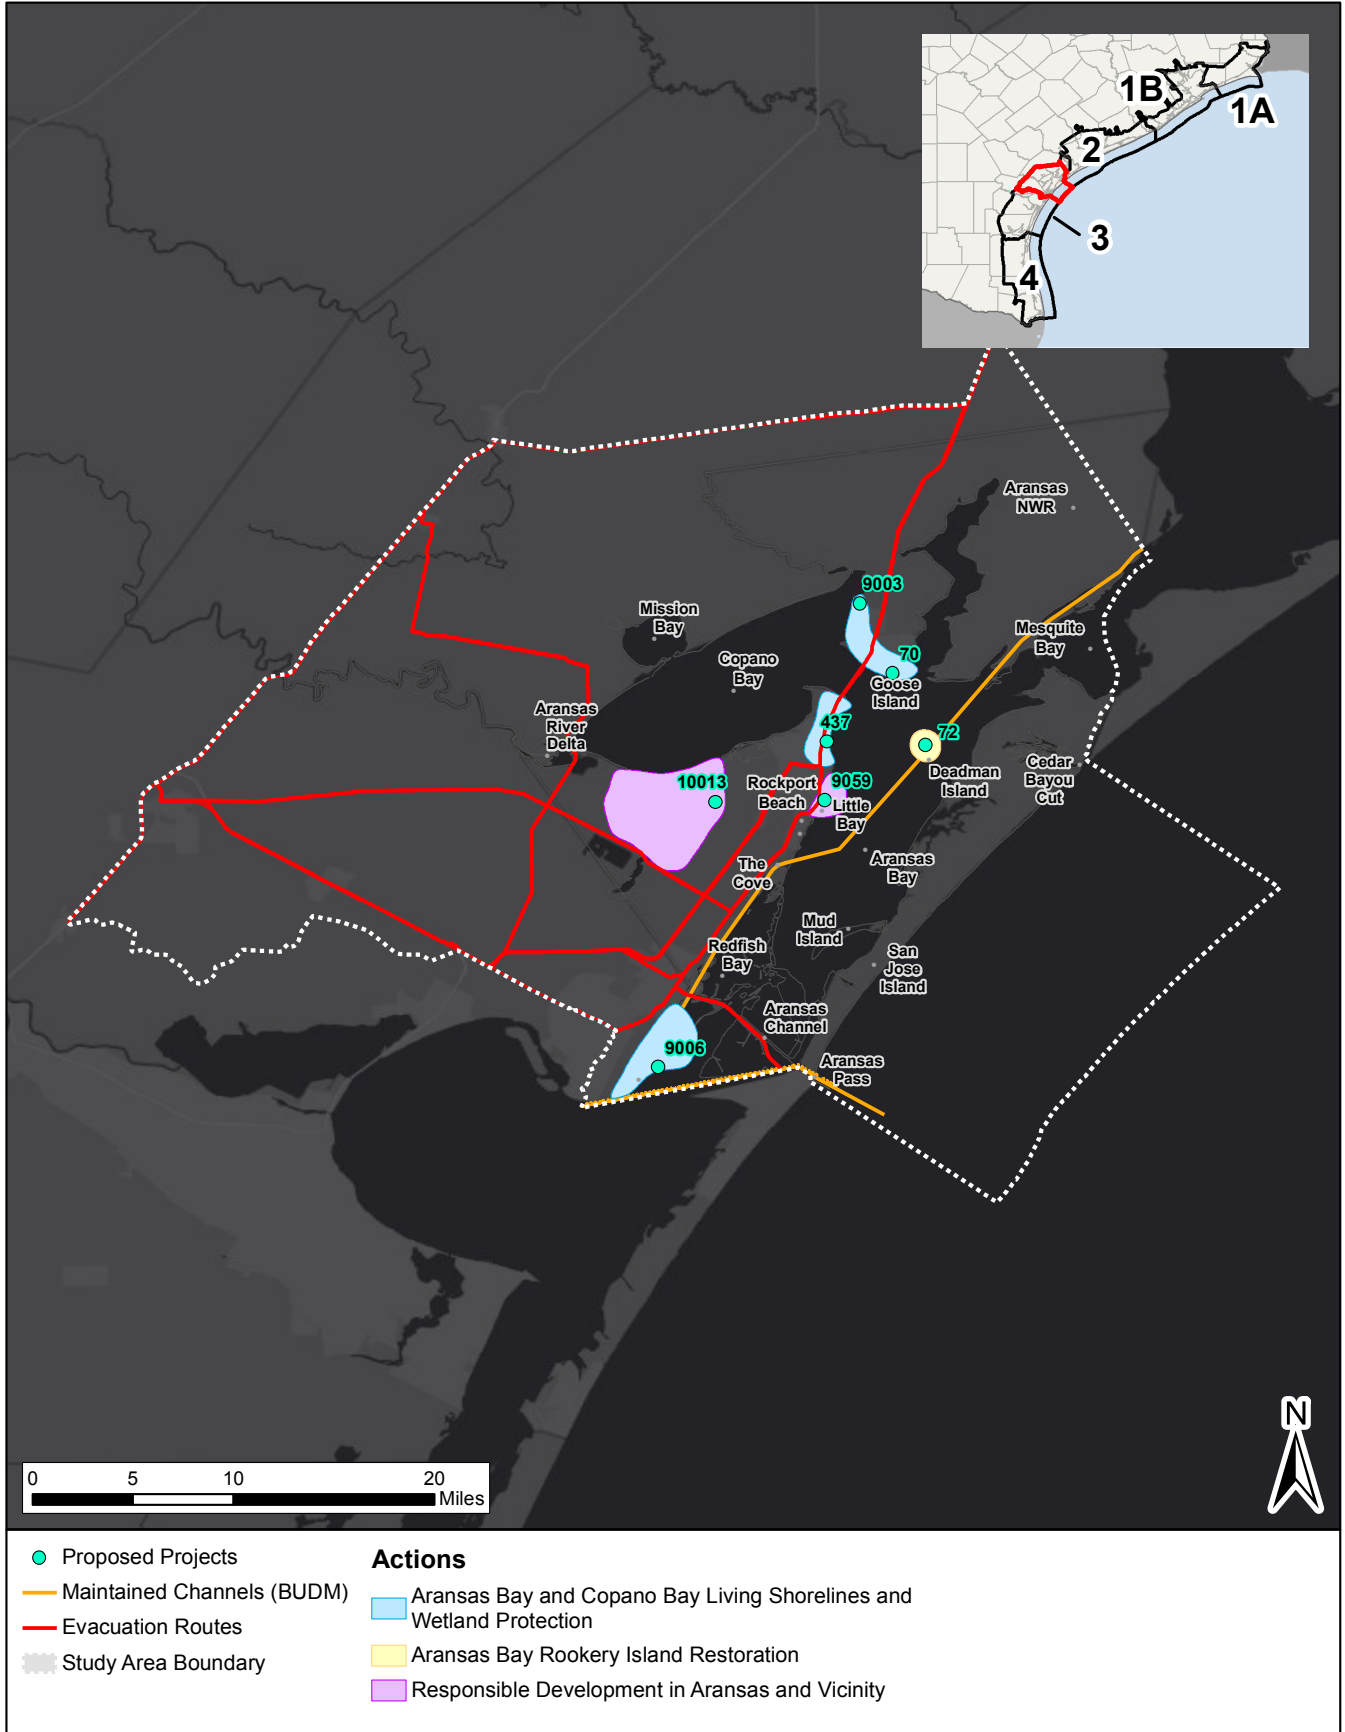 1B
1A
2
3
4
Aransas
NWR
9003
Mission
Bay
Mesquite
Bay
70
Copano
Bay
Goose
Island
Aransas
River
Delta
437
72
Cedar
Bayou
Cut
Deadman
Island
10013
Rockport
Beach
9059
Little
Bay
The
Cove
Aransas
Bay
Mud
Island
Redfish
Bay
San
Jose
Island
Aransas
Channel
9006
Aransas
Pass
N
0 5 10 20
Miles
Proposed Projects
Maintained Channels (BUDM)
Evacuation Routes
Study Area Boundary
Actions
Aransas Bay and Copano Bay Living Shorelines and
Wetland Protection
Aransas Bay Rookery Island Restoration
Responsible Development in Aransas and Vicinity